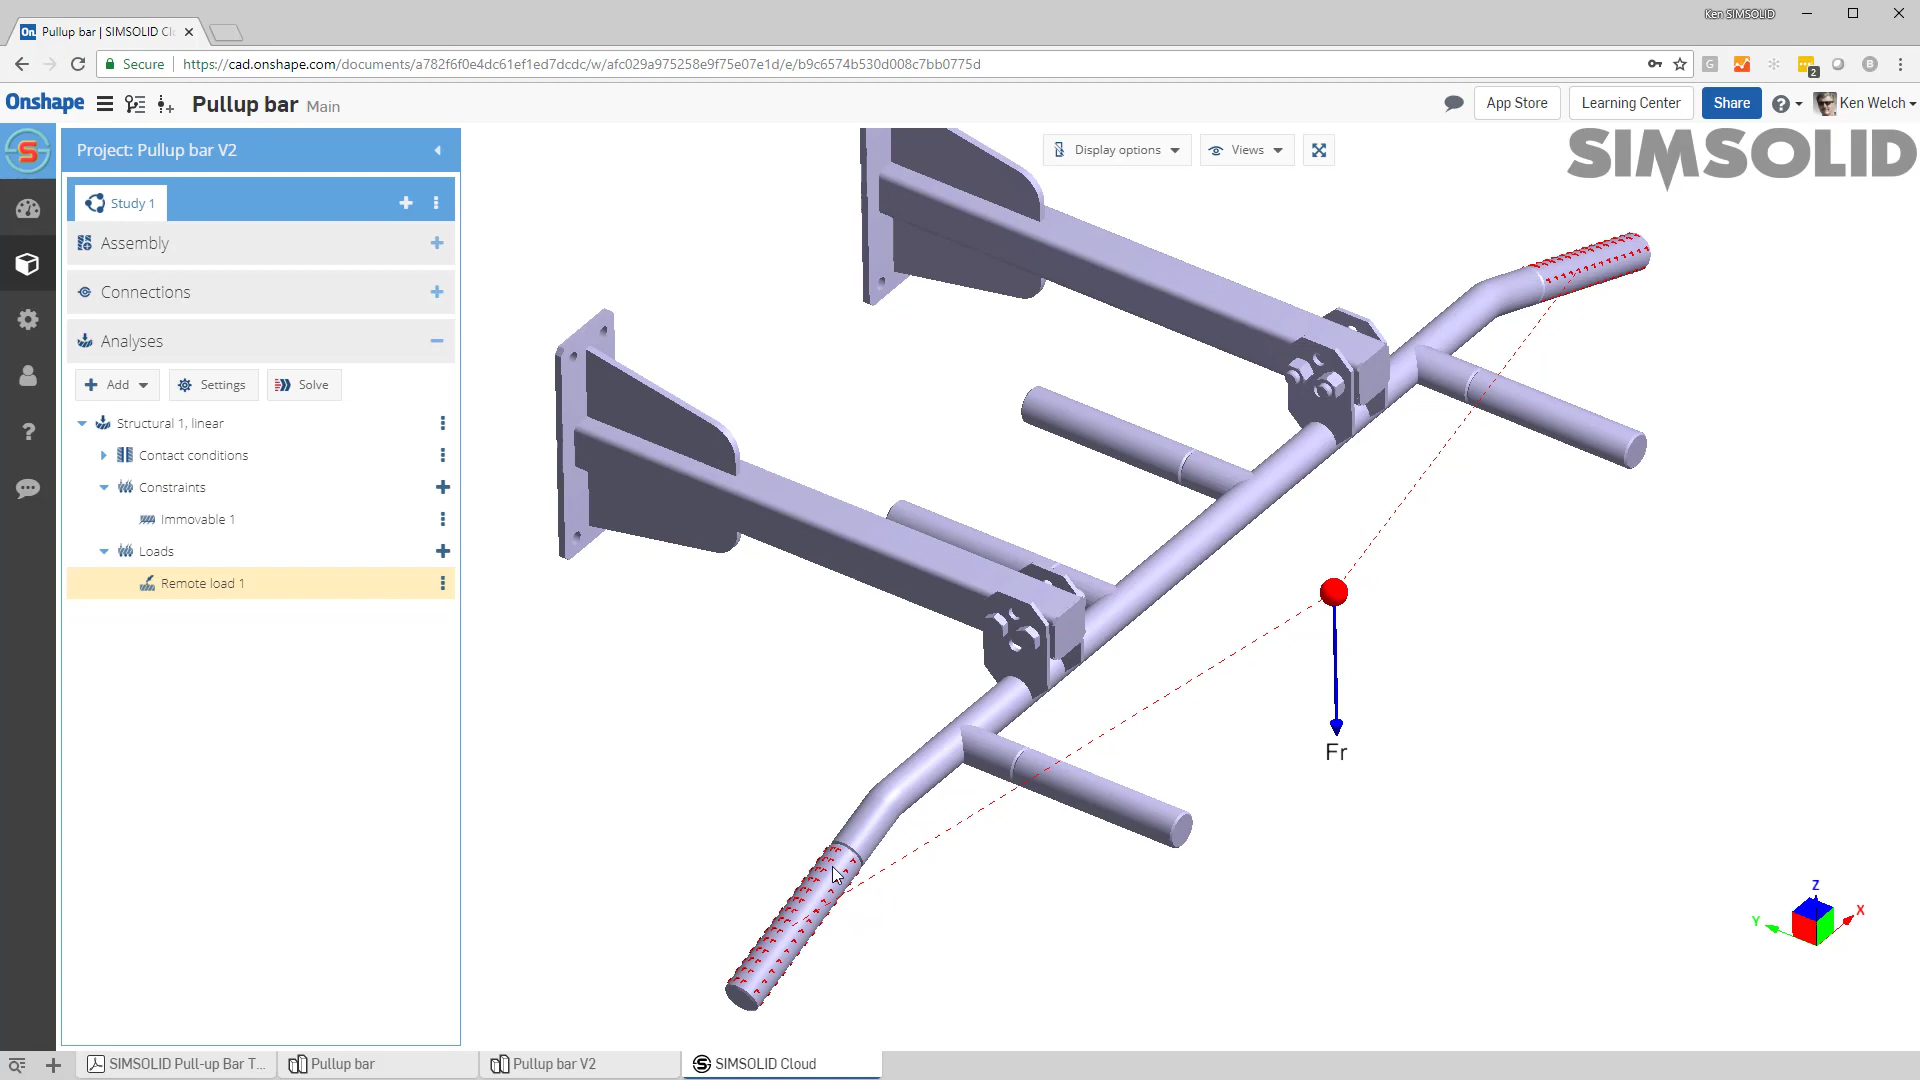 On. Pullup bar | SIMSOLID Cl
Ken SIMSOLID
Secure
https://cad.onshape.com/documents/a782f6f0e4dc61ef1ed7dcdc/w/afc029a975258e9f75e07e1d/e/b9c6574b530d008c7bb0775d
G
2
B
Onshape
Pullup bar Main
App Store
Learning Center
Share
Ken Welch
S
Project: Pullup bar V2
Display options
Views
SIMSOLID
Study 1
Assembly
Connections
Analyses
Add
Settings
Solve
Structural 1, linear
Contact conditions
Constraints
Immovable 1
Loads
Remote load 1
Fr
Z
X
Y
SIMSOLID Pull-up Bar T...
Pullup bar
Pullup bar V2
SIMSOLID Cloud